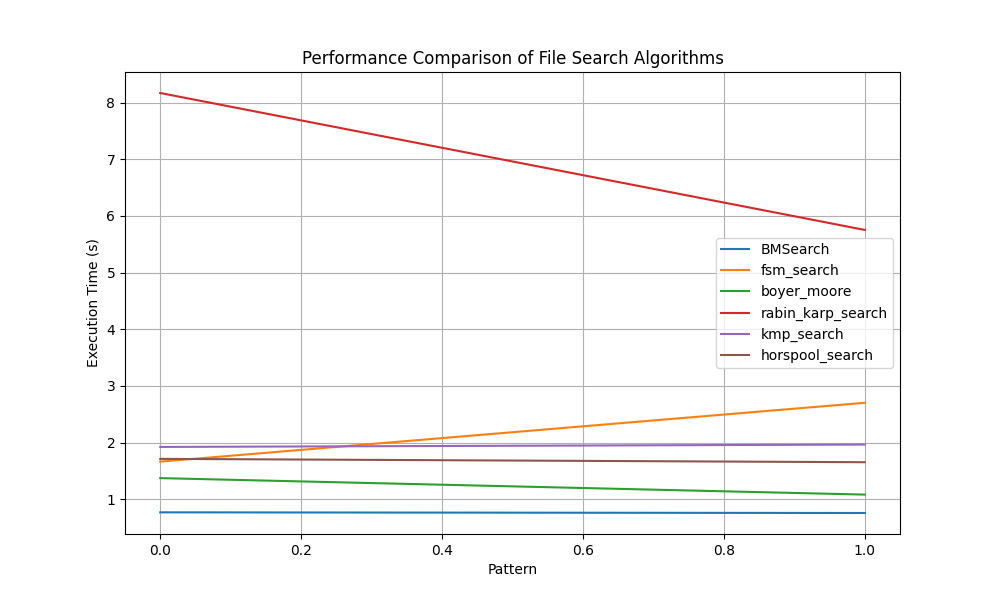 Performance Comparison of File Search Algorithms
Execution Time (s)
8
7
6
5
4
3
2
1
BMSearch
fsm_search
boyer_moore
rabin_karp_search
kmp_search
horspool_search
0.0 0.2 0.4 0.6 0.8 1.0
Pattern